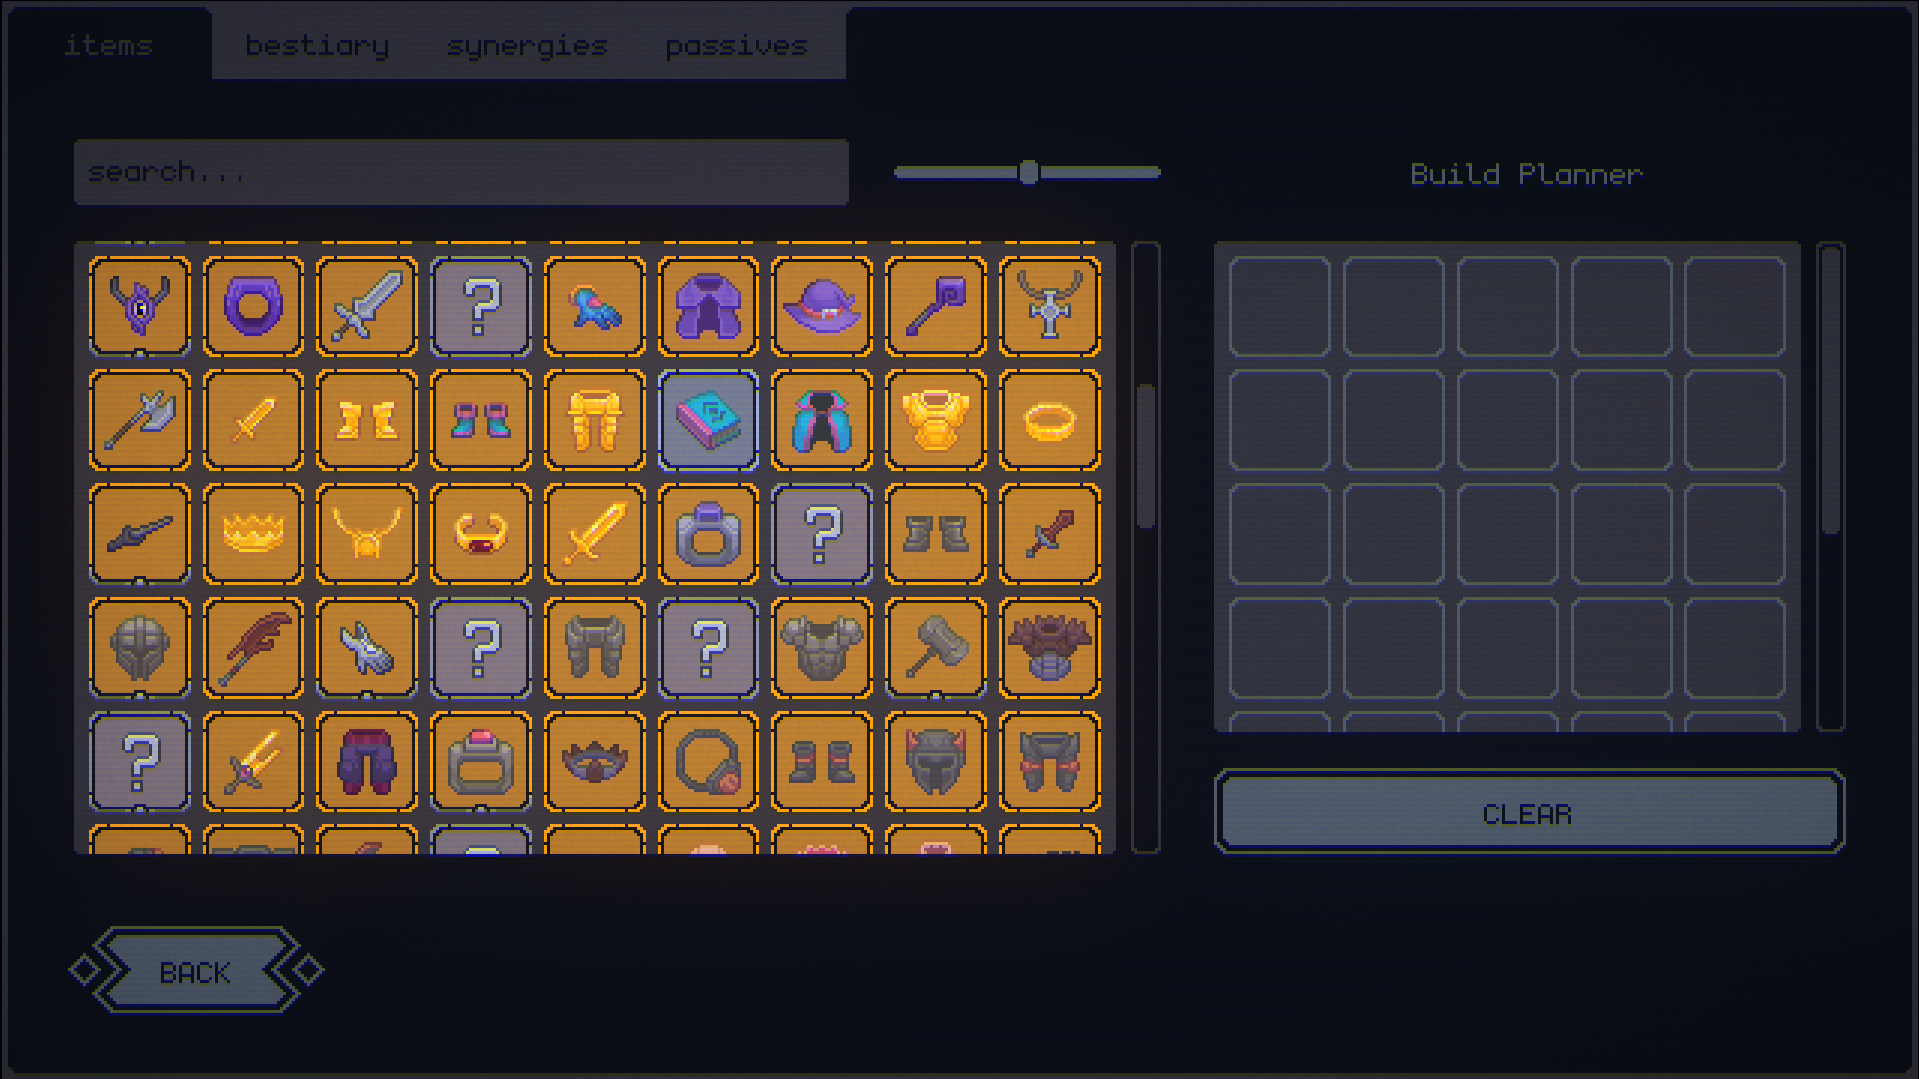 items bestiary synergies passives
search...
Build Planner
?
?
? ?
?
CLEAR
BACK